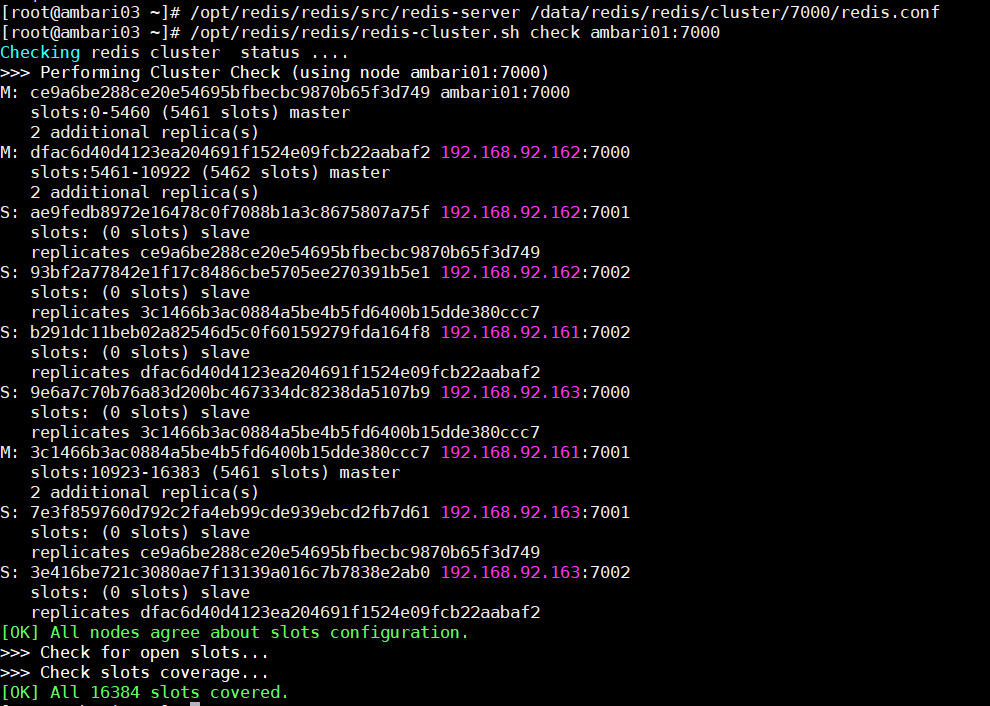 [root@ambari03 ~]# /opt/redis/redis/src/redis-server /data/redis/redis/cluster/7000/redis.conf
[root@ambari03 ~]# /opt/redis/redis/redis-cluster.sh check ambari01:7000
Checking redis cluster  status ....
>>> Performing Cluster Check (using node ambari01:7000)
M: ce9a6be288ce20e54695bfbecbc9870b65f3d749 ambari01:7000
   slots:0-5460 (5461 slots) master
   2 additional replica(s)
M: dfac6d40d4123ea204691f1524e09fcb22aabaf2 192.168.92.162:7000
   slots:5461-10922 (5462 slots) master
   2 additional replica(s)
S: ae9fedb8972e16478c0f7088b1a3c8675807a75f 192.168.92.162:7001
   slots: (0 slots) slave
   replicates ce9a6be288ce20e54695bfbecbc9870b65f3d749
S: 93bf2a77842e1f17c8486cbe5705ee270391b5e1 192.168.92.162:7002
   slots: (0 slots) slave
   replicates 3c1466b3ac0884a5be4b5fd6400b15dde380ccc7
S: b291dc11beb02a82546d5c0f60159279fda164f8 192.168.92.161:7002
   slots: (0 slots) slave
   replicates dfac6d40d4123ea204691f1524e09fcb22aabaf2
S: 9e6a7c70b76a83d200bc467334dc8238da5107b9 192.168.92.163:7000
   slots: (0 slots) slave
   replicates 3c1466b3ac0884a5be4b5fd6400b15dde380ccc7
M: 3c1466b3ac0884a5be4b5fd6400b15dde380ccc7 192.168.92.161:7001
   slots:10923-16383 (5461 slots) master
   2 additional replica(s)
S: 7e3f859760d792c2fa4eb99cde939ebcd2fb7d61 192.168.92.163:7001
   slots: (0 slots) slave
   replicates ce9a6be288ce20e54695bfbecbc9870b65f3d749
S: 3e416be721c3080ae7f13139a016c7b7838e2ab0 192.168.92.163:7002
   slots: (0 slots) slave
   replicates dfac6d40d4123ea204691f1524e09fcb22aabaf2
[OK] All nodes agree about slots configuration.
>>> Check for open slots...
>>> Check slots coverage...
[OK] All 16384 slots covered.